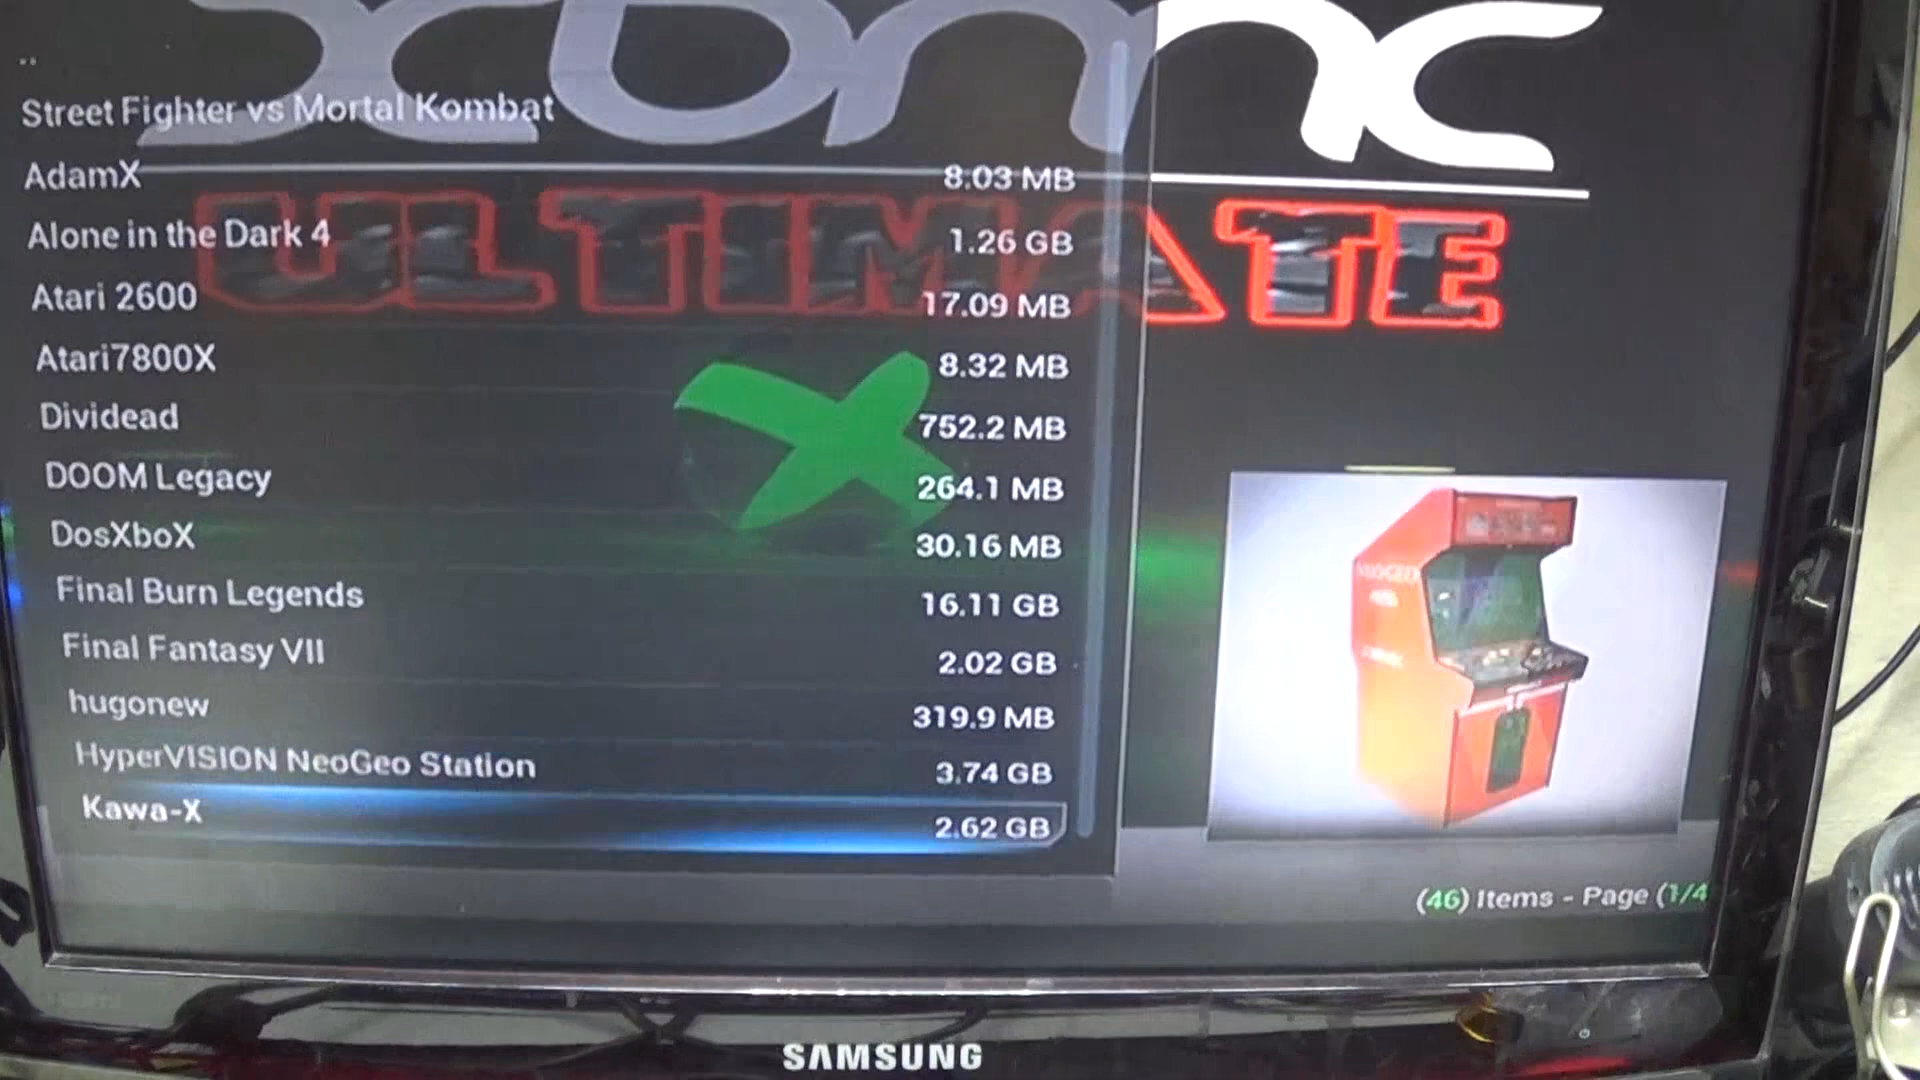 xbmc
ULTIMATE
..
Street Fighter vs Mortal Kombat
AdamX 8.03 MB
Alone in the Dark 4 1.26 GB
Atari 2600 17.09 MB
Atari7800X 8.32 MB
Dividead 752.2 MB
DOOM Legacy 264.1 MB
DosXboX 30.16 MB
Final Burn Legends 16.11 GB
Final Fantasy VII 2.02 GB
hugonew 319.9 MB
HyperVISION NeoGeo Station 3.74 GB
Kawa-X 2.62 GB
NEOGEO
(46) Items - Page (1/4
SAMSUNG